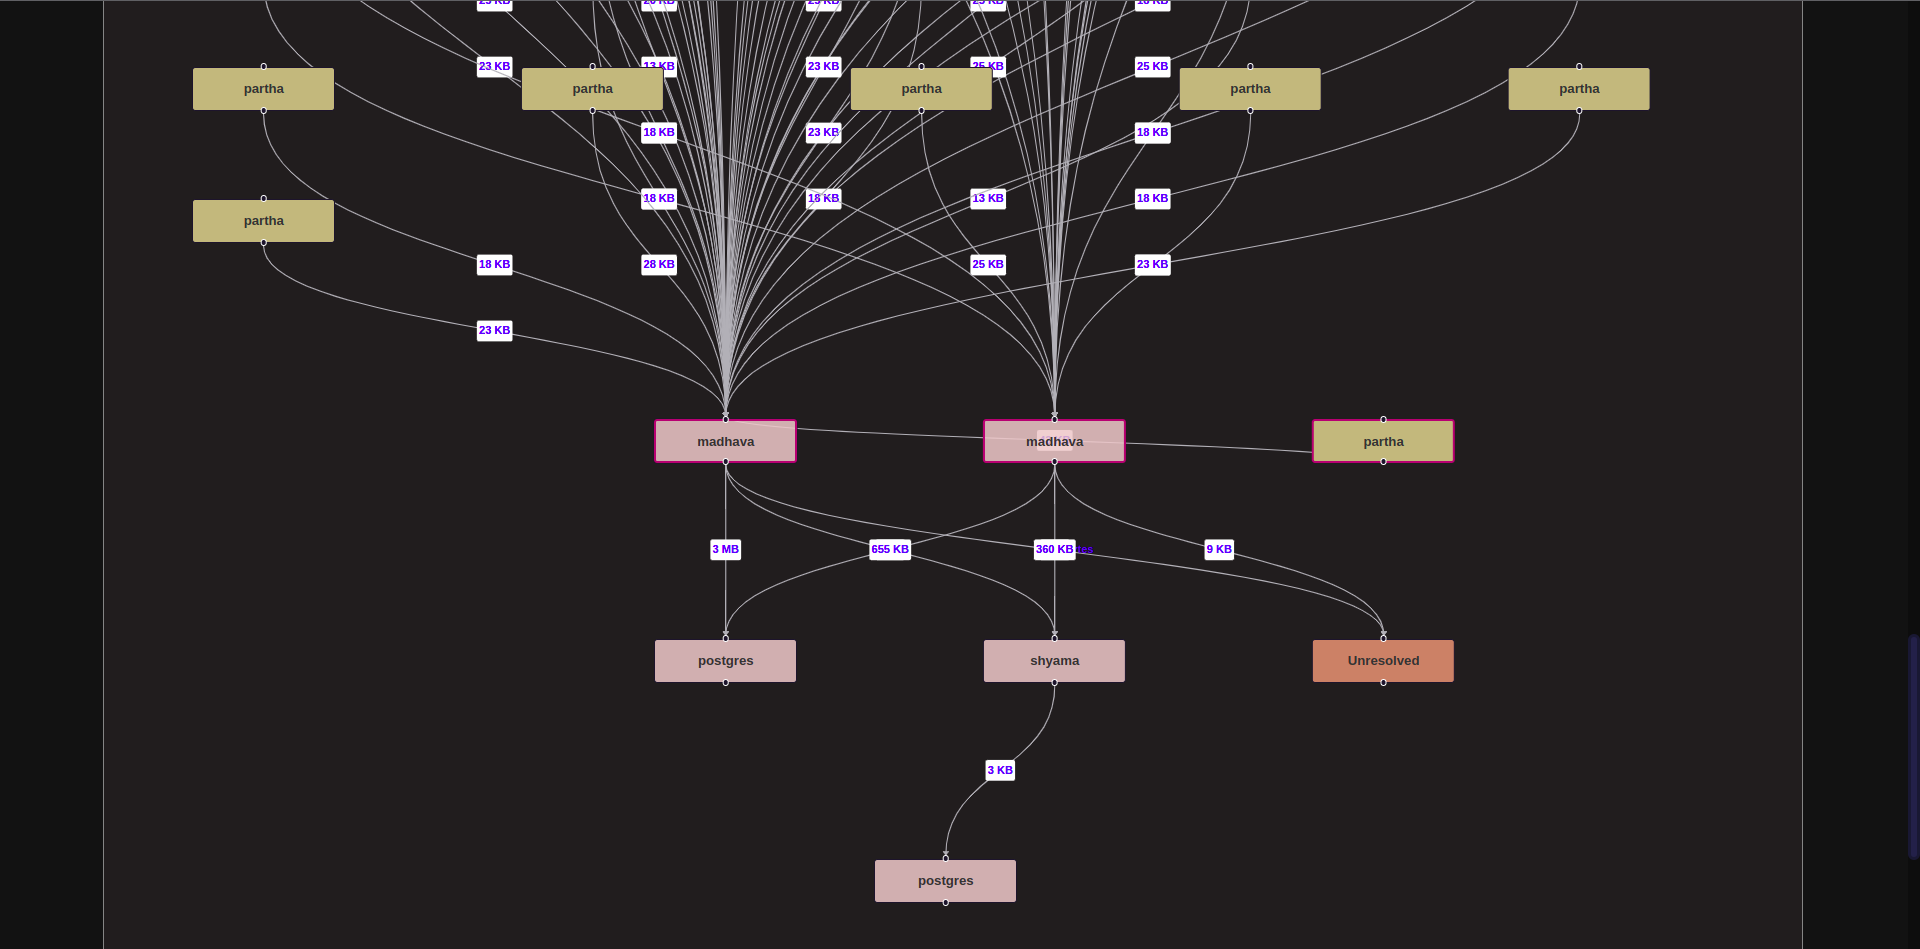 23 KB
13 KB
23 KB
25 KB
25 KB
partha
partha
partha
partha
partha
18 KB
23 KB
18 KB
18 KB
18 KB
13 KB
18 KB
partha
18 KB
28 KB
25 KB
23 KB
23 KB
madhava
madhava
partha
3 MB
655 KB
360 KB
9 KB
postgres
shyama
Unresolved
3 KB
postgres